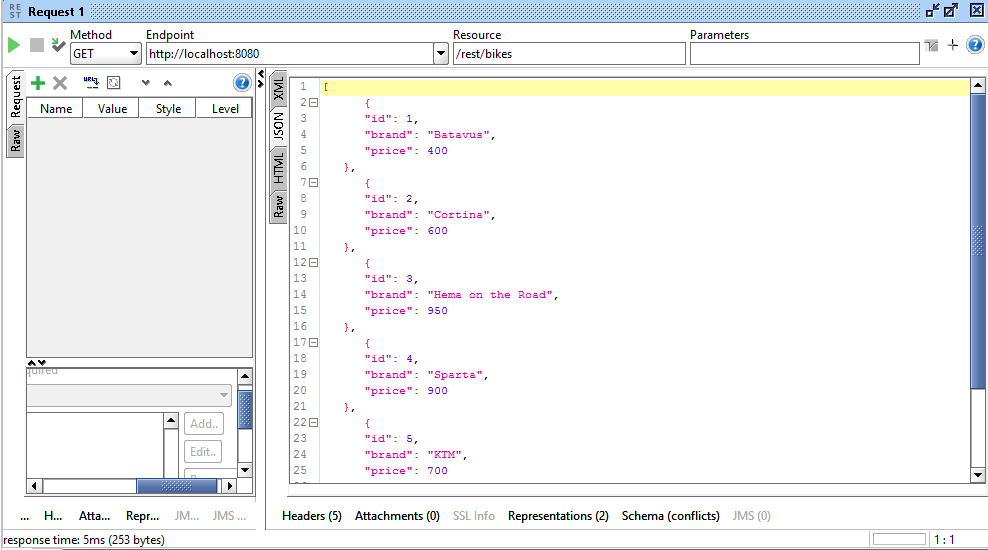 RE
ST Request 1
Method Endpoint Resource Parameters
GET http://localhost:8080 /rest/bikes
Request
Raw
Name Value Style Level
Add..
Edit..
... H... Atta... Repr... JM... JMS ...
XML
JSON
HTML
Raw
1 [
2 {
3 "id": 1,
4 "brand": "Batavus",
5 "price": 400
6 },
7 {
8 "id": 2,
9 "brand": "Cortina",
10 "price": 600
11 },
12 {
13 "id": 3,
14 "brand": "Hema on the Road",
15 "price": 950
16 },
17 {
18 "id": 4,
19 "brand": "Sparta",
20 "price": 900
21 },
22 {
23 "id": 5,
24 "brand": "KTM",
25 "price": 700
Headers (5) Attachments (0) SSL Info Representations (2) Schema (conflicts) JMS (0)
response time: 5ms (253 bytes) 1 : 1